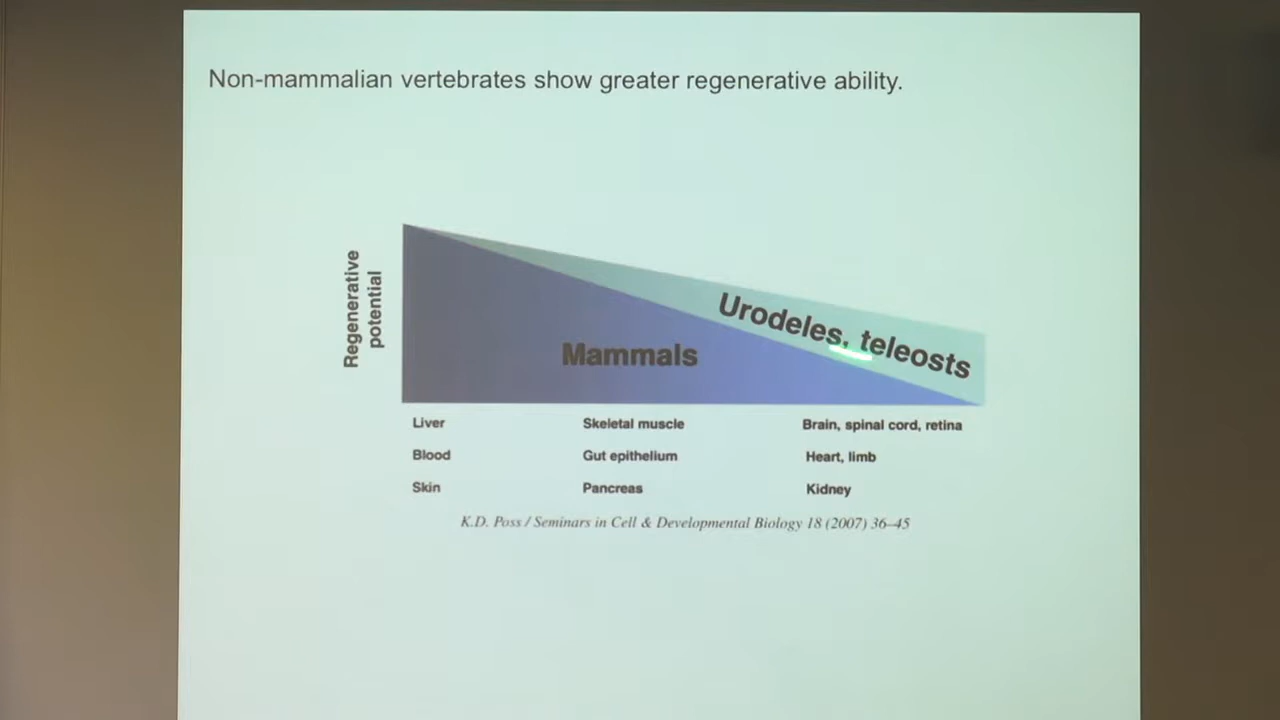 Non-mammalian vertebrates show greater regenerative ability.
Regenerative
potential
Urodeles, teleosts
Mammals
Liver Skeletal muscle Brain, spinal cord, retina
Blood Gut epithelium Heart, limb
Skin Pancreas Kidney
K.D. Poss / Seminars in Cell & Developmental Biology 18 (2007) 36–45